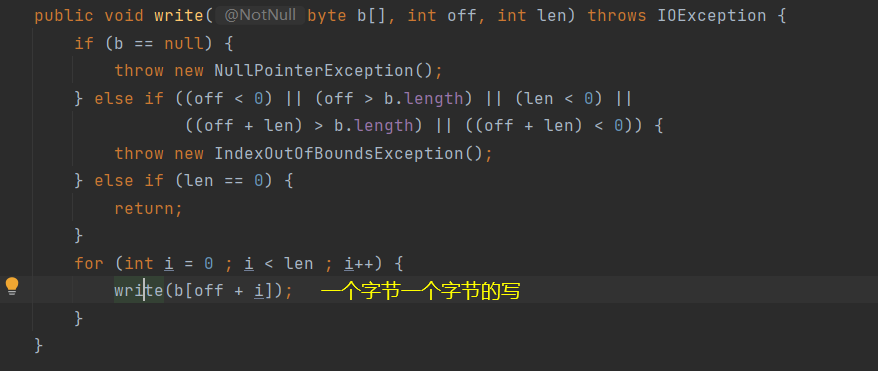 public void write( @NotNull byte b[], int off, int len) throws IOException {
if (b == null) {
throw new NullPointerException();
} else if ((off < 0) || (off > b.length) || (len < 0) ||
((off + len) > b.length) || ((off + len) < 0)) {
throw new IndexOutOfBoundsException();
} else if (len == 0) {
return;
}
for (int i = 0 ; i < len ; i++) {
write(b[off + i]); 一个字节一个字节的写
}
}